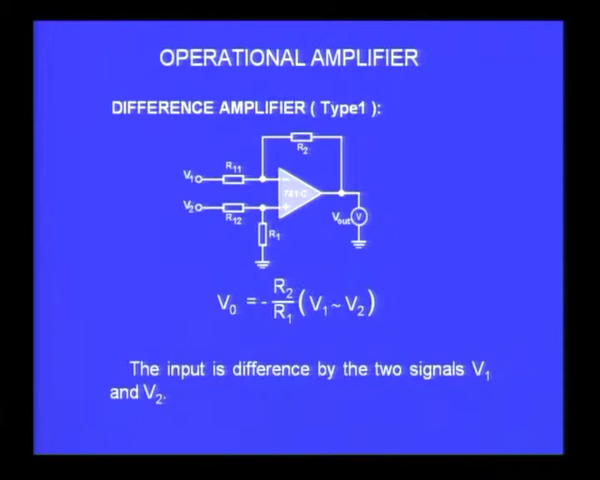 OPERATIONAL AMPLIFIER
DIFFERENCE AMPLIFIER ( Type1 ):
R2
R11
V1
741 C
V2
R12
R1
Vout
V
V0 = - R2/R1 ( V1 ~ V2 )
The input is difference by the two signals V1
and V2.